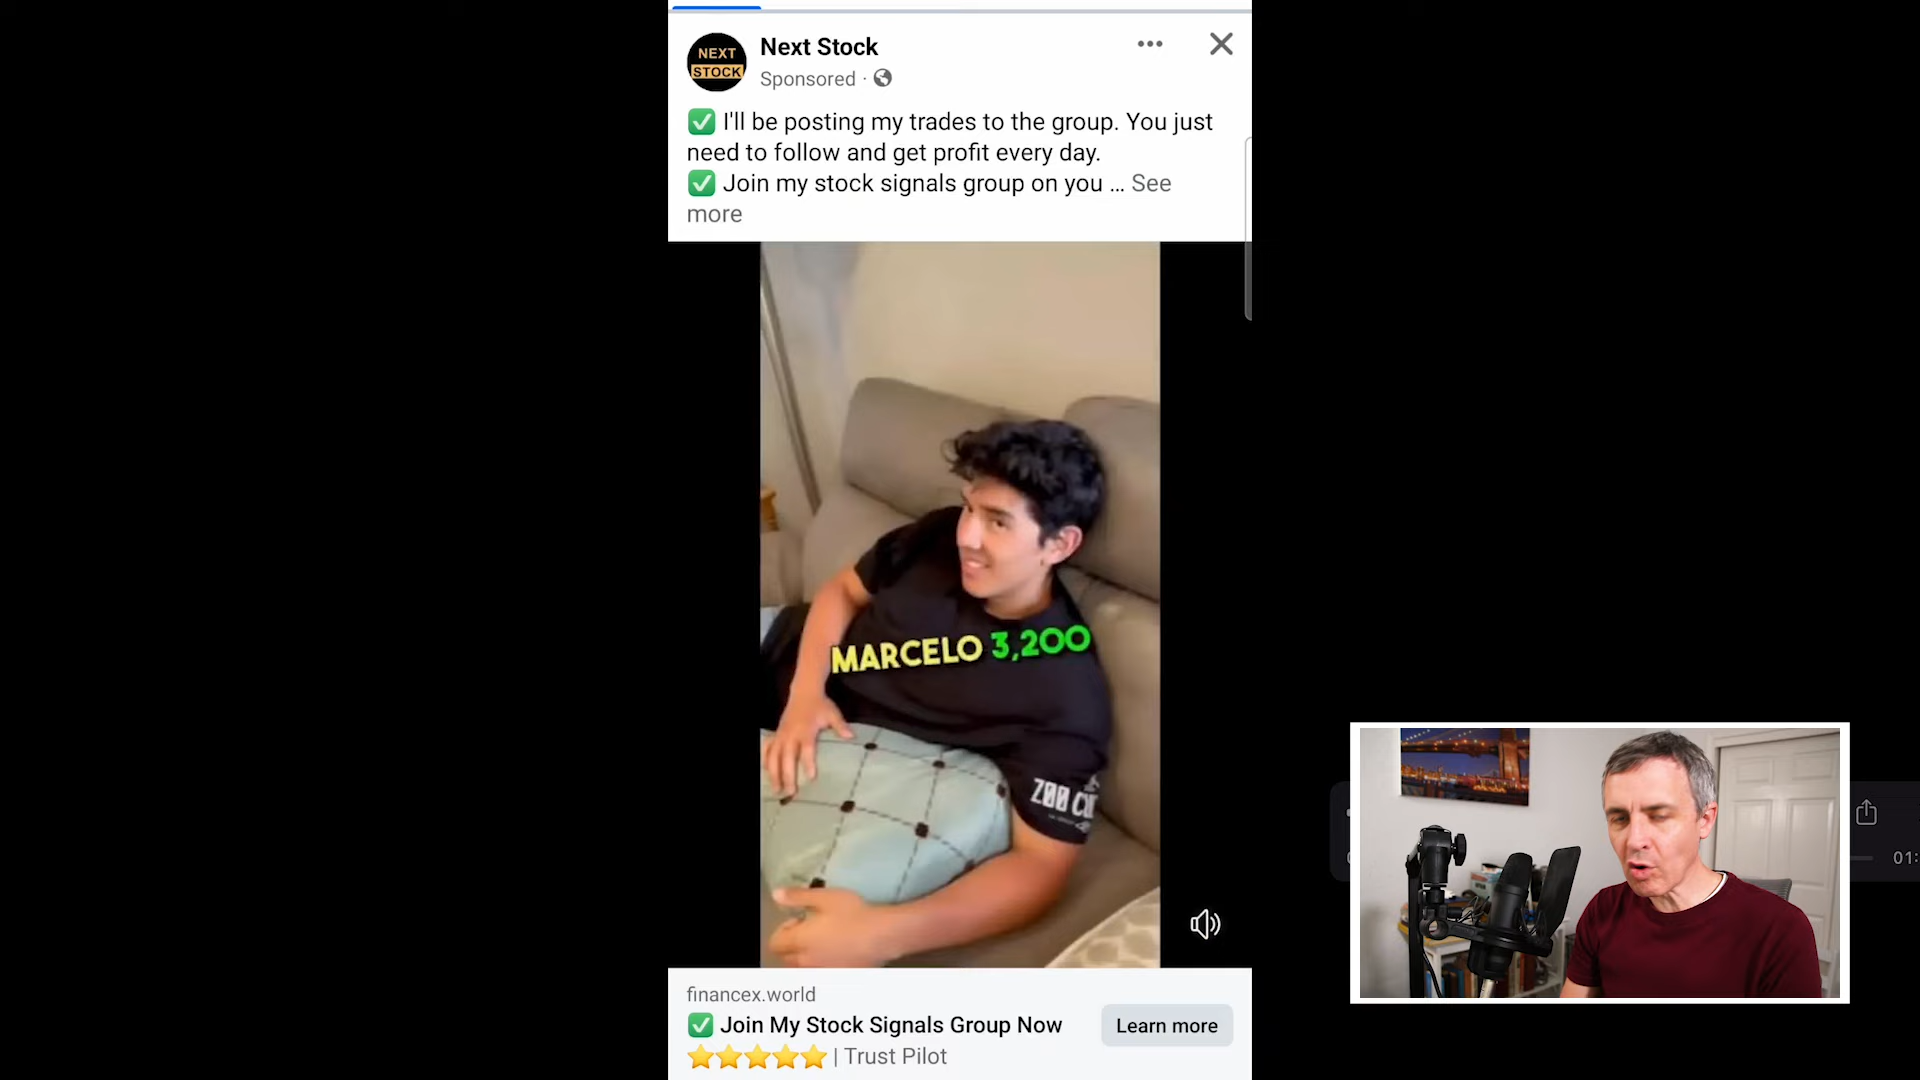 NEXT
STOCK
Next Stock
Sponsored ·
✅ I'll be posting my trades to the group. You just
need to follow and get profit every day.
✅ Join my stock signals group on you ... See
more
MARCELO 3,200
financex.world
✅ Join My Stock Signals Group Now
Learn more
⭐⭐⭐⭐⭐ | Trust Pilot
01: